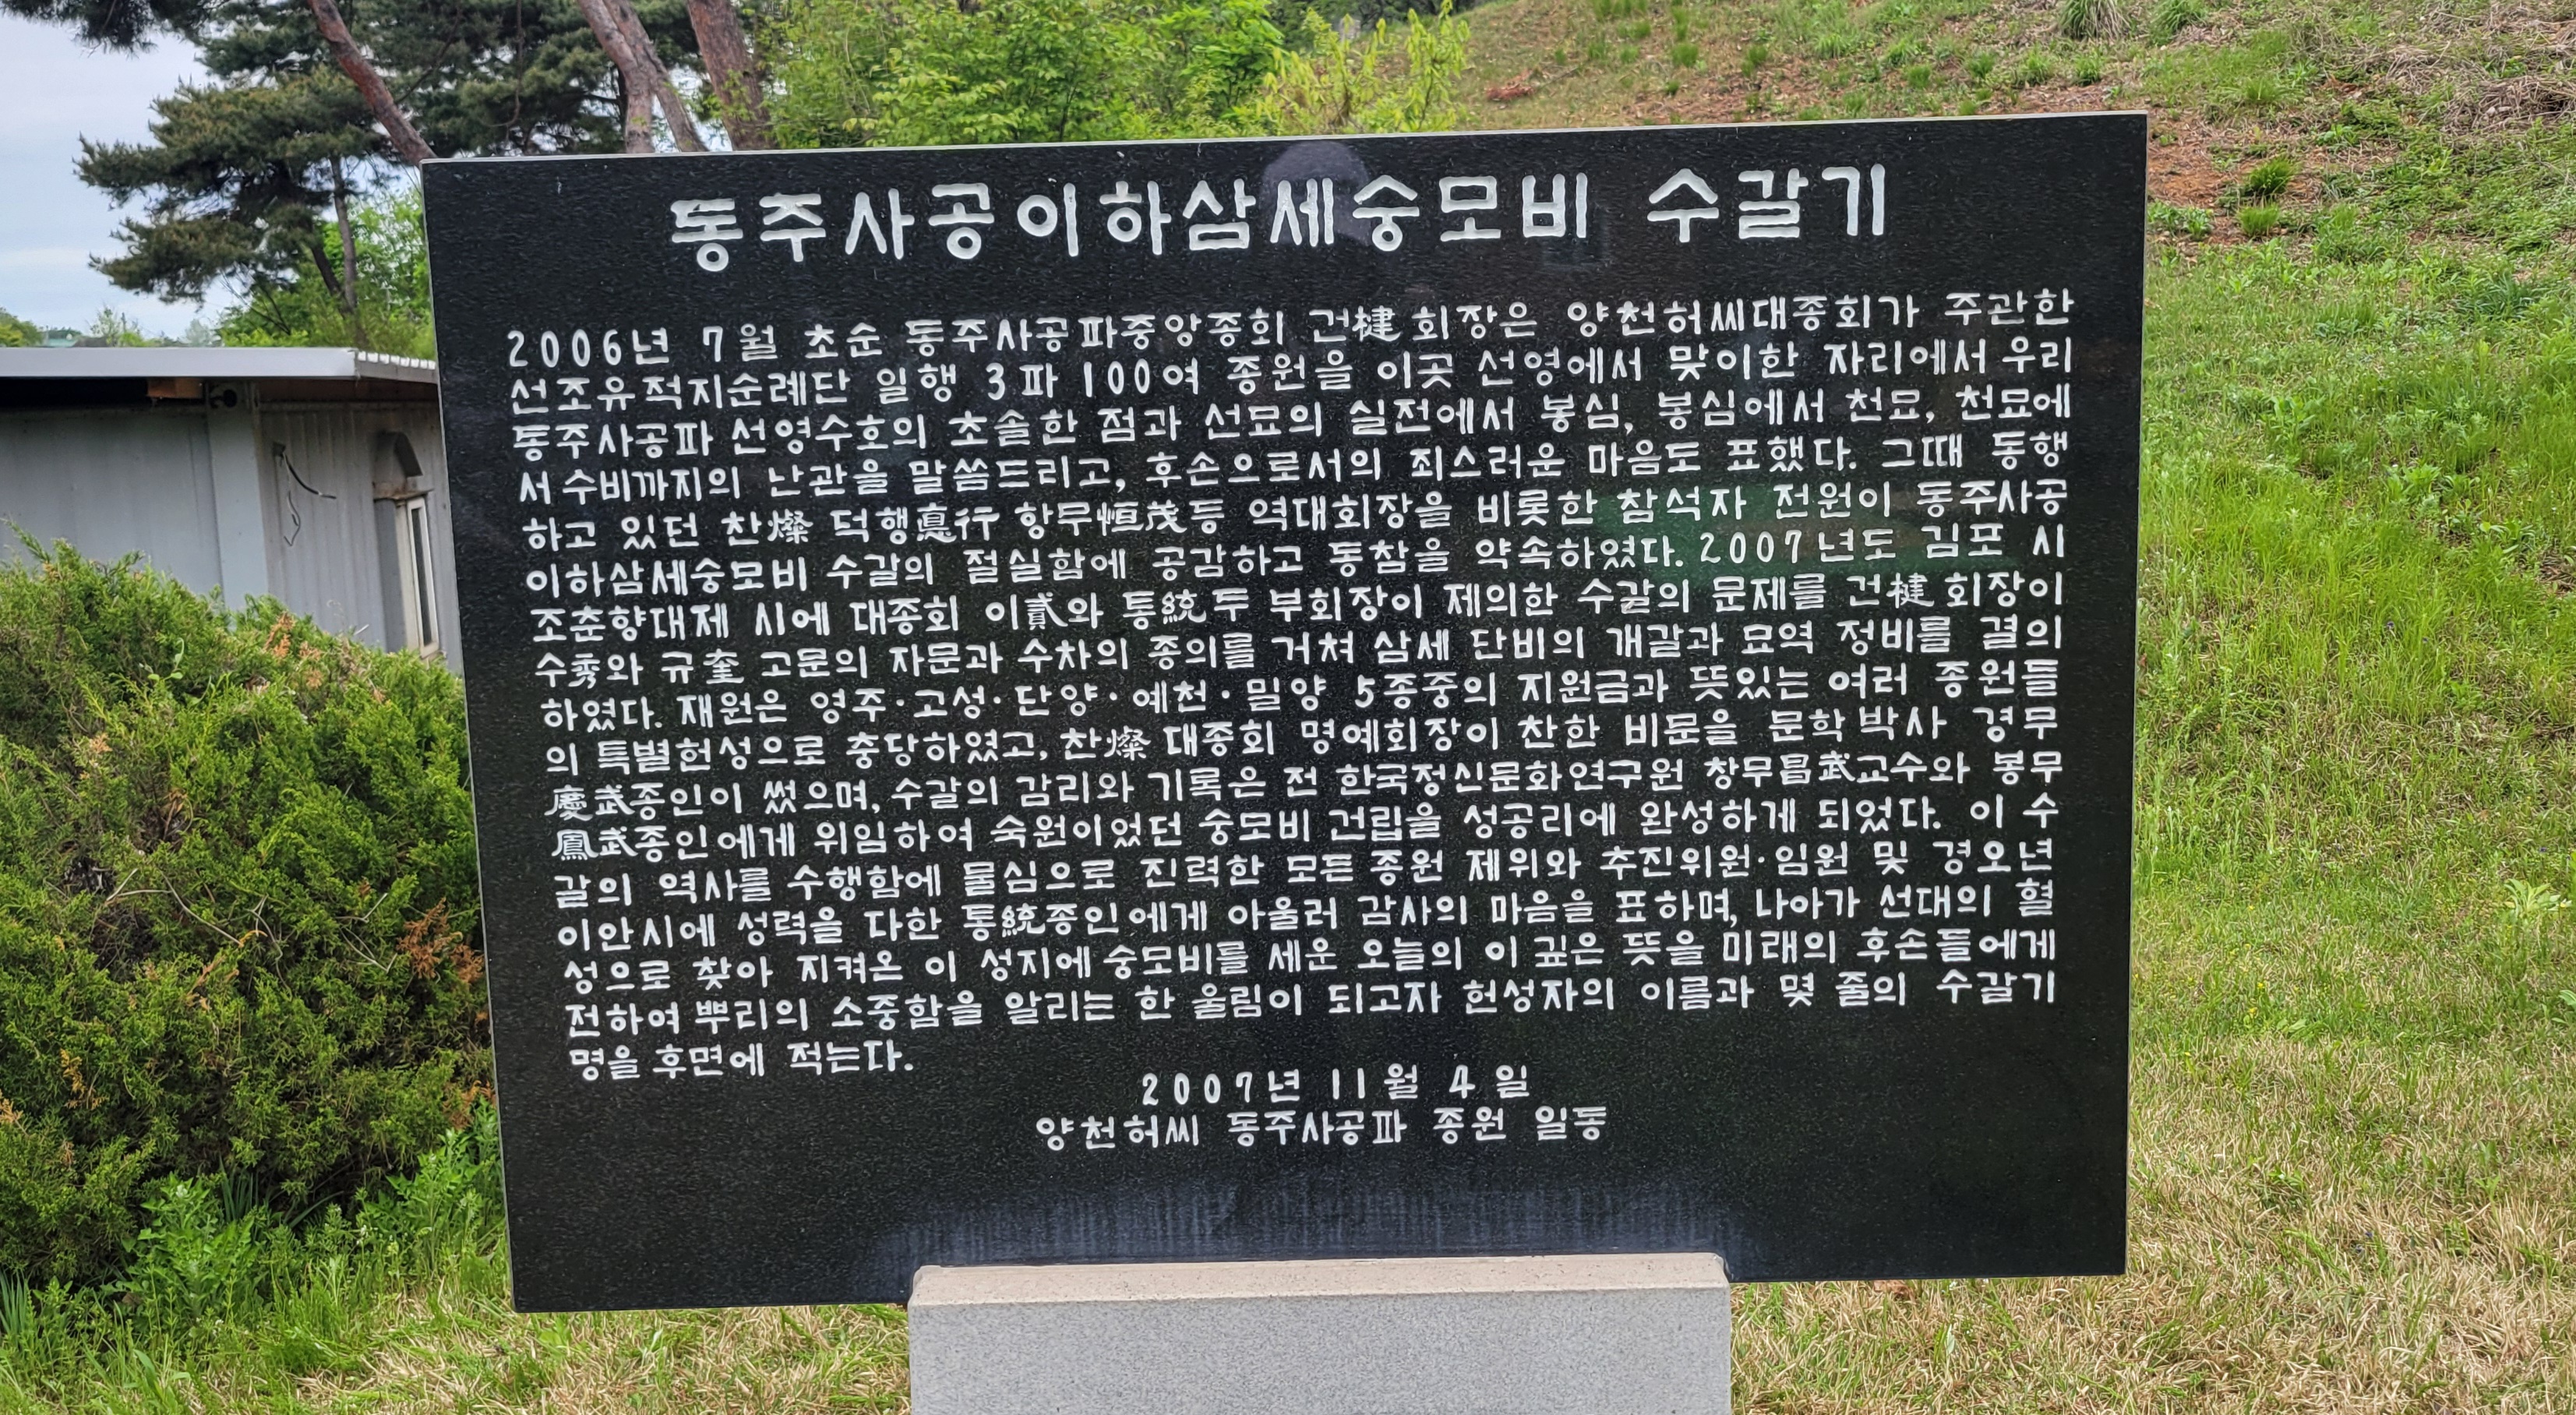 동주사공이하삼세숭모비 수갈기
2006년 7월 초순 동주사공파중앙종회 건楗회장은 양천허씨대종회가 주관한
선조유적지순례단 일행 3파 100여 종원을 이곳 선영에서 맞이한 자리에서 우리
동주사공파 선영수호의 초솔한 점과 선묘의 실전에서 봉심, 봉심에서 천묘, 천묘에
서 수비까지의 난관을 말씀드리고, 후손으로서의 죄스러운 마음도 표했다. 그때 동행
하고 있던 찬燦 덕행悳行 항무恒茂등 역대회장을 비롯한 참석자 전원이 동주사공
이하삼세숭모비 수갈의 절실함에 공감하고 동참을 약속하였다. 2007년도 김포 시
조춘향대제 시에 대종회 이貳와 통統두 부회장이 제의한 수갈의 문제를 건楗회장이
수秀와 규奎 고문의 자문과 수차의 종의를 거쳐 삼세 단비의 개갈과 묘역 정비를 결의
하였다. 재원은 영주·고성·단양·예천·밀양 5종중의 지원금과 뜻있는 여러 종원들
의 특별헌성으로 충당하였고, 찬燦 대종회 명예회장이 찬한 비문을 문학박사 경무
慶武종인이 썼으며, 수갈의 감리와 기록은 전 한국정신문화연구원 창무昌武교수와 봉무
鳳武종인에게 위임하여 숙원이었던 숭모비 건립을 성공리에 완성하게 되었다. 이 수
갈의 역사를 수행함에 물심으로 진력한 모든 종원 제위와 추진위원·임원 및 경오년
이안시에 성력을 다한 통統종인에게 아울러 감사의 마음을 표하며, 나아가 선대의 혈
성으로 찾아 지켜온 이 성지에 숭모비를 세운 오늘의 이 깊은 뜻을 미래의 후손들에게
전하여 뿌리의 소중함을 알리는 한 울림이 되고자 헌성자의 이름과 몇 줄의 수갈기
명을 후면에 적는다.
2007년 11월 4일
양천허씨 동주사공파 종원 일동